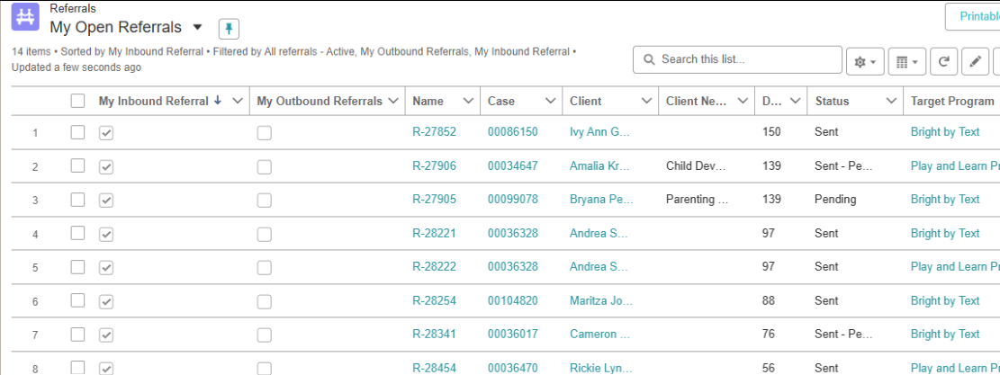 Referrals
My Open Referrals
Printable
14 items • Sorted by My Inbound Referral • Filtered by All referrals - Active, My Outbound Referrals, My Inbound Referral •
Updated a few seconds ago
Search this list...
My Inbound Referral My Outbound Referrals Name Case Client Client Ne... D... Status Target Program
1 R-27852 00086150 Ivy Ann G... 150 Sent Bright by Text
2 R-27906 00034647 Amalia Kr... Child Dev... 139 Sent - Pe... Play and Learn Pr
3 R-27905 00099078 Bryana Pe... Parenting ... 139 Pending Bright by Text
4 R-28221 00036328 Andrea S... 97 Sent Bright by Text
5 R-28222 00036328 Andrea S... 97 Sent Play and Learn Pr
6 R-28254 00104820 Maritza Jo... 88 Sent Bright by Text
7 R-28341 00036017 Cameron ... 76 Sent - Pe... Bright by Text
8 R-28454 00036470 Rickie Lyn... 56 Sent Play and Learn Pr